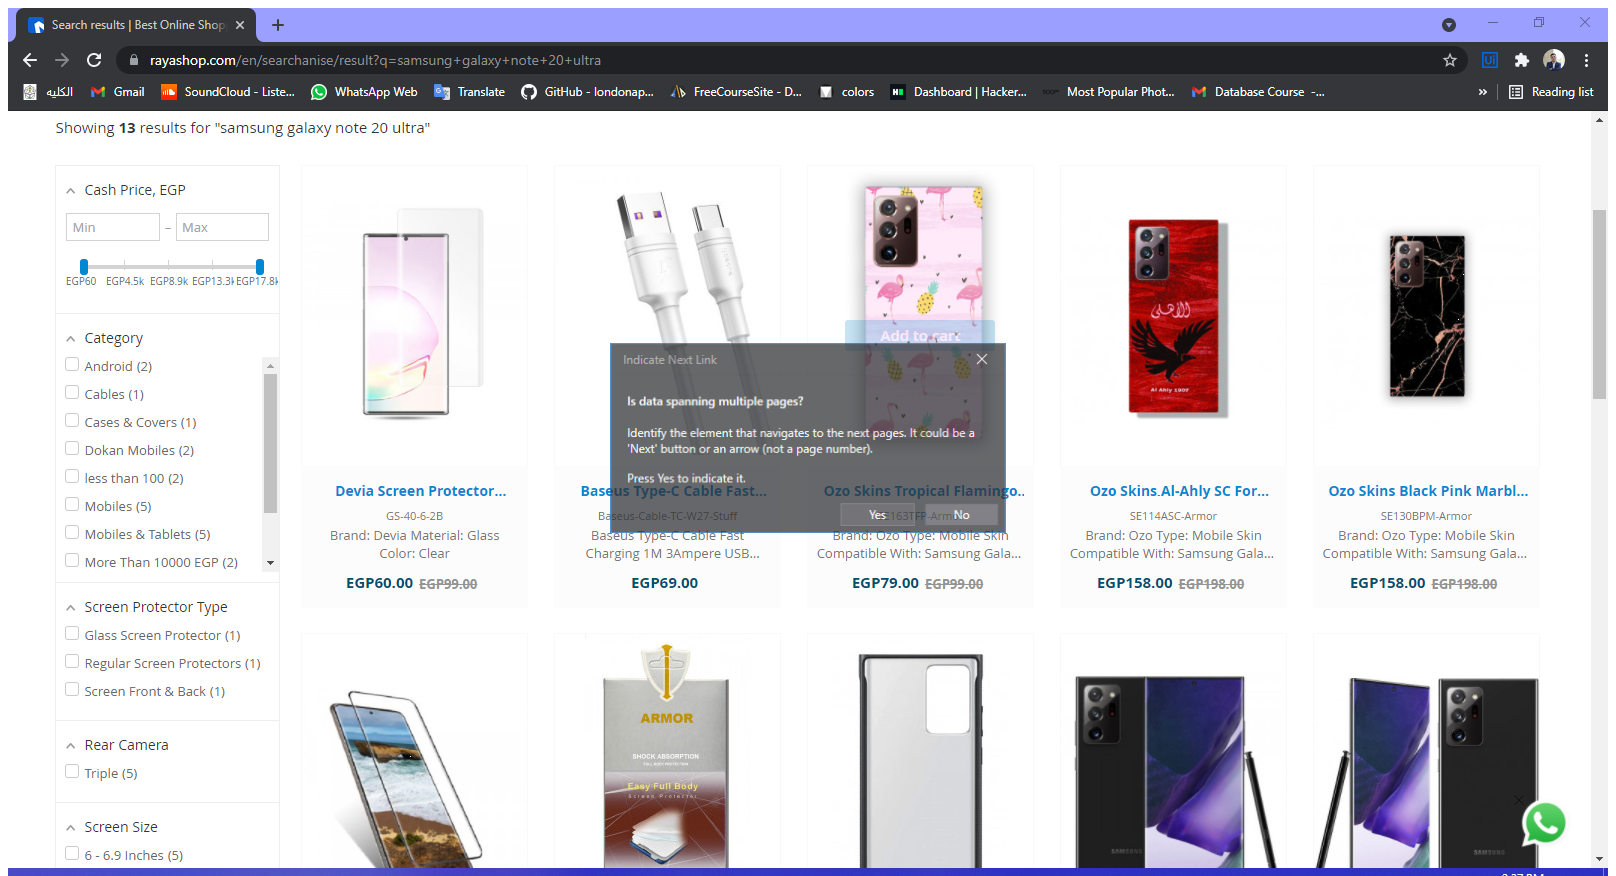 Search results | Best Online Shop
rayashop.com/en/searchanise/result?q=samsung+galaxy+note+20+ultra
الكليه
Gmail
SoundCloud - Liste...
WhatsApp Web
Translate
GitHub - londonap...
FreeCourseSite - D...
colors
Dashboard | Hacker...
Most Popular Phot...
Database Course -...
»
Reading list
Showing 13 results for "samsung galaxy note 20 ultra"
Cash Price, EGP
Min
–
Max
EGP60
EGP4.5k
EGP8.9k
EGP13.3k
EGP17.8k
Category
Android (2)
Cables (1)
Cases & Covers (1)
Dokan Mobiles (2)
less than 100 (2)
Mobiles (5)
Mobiles & Tablets (5)
More Than 10000 EGP (2)
Screen Protector Type
Glass Screen Protector (1)
Regular Screen Protectors (1)
Screen Front & Back (1)
Rear Camera
Triple (5)
Screen Size
6 - 6.9 Inches (5)
Devia Screen Protector...
GS-40-6-2B
Brand: Devia Material: Glass
Color: Clear
EGP60.00 EGP99.00
Baseus Type-C Cable Fast...
Baseus-Cable-TC-W27-Stuff
Baseus Type-C Cable Fast
Charging 1M 3Ampere USB...
EGP69.00
Add to cart
Ozo Skins Tropical Flamingo..
SE163TFP-Arm
Brand: Ozo Type: Mobile Skin
Compatible With: Samsung Gala...
EGP79.00 EGP99.00
الأهلى
Al Ahly 1907
Ozo Skins Al-Ahly SC For...
SE114ASC-Armor
Brand: Ozo Type: Mobile Skin
Compatible With: Samsung Gala...
EGP158.00 EGP198.00
Ozo Skins Black Pink Marbl...
SE130BPM-Armor
Brand: Ozo Type: Mobile Skin
Compatible With: Samsung Gala...
EGP158.00 EGP198.00
Indicate Next Link
Is data spanning multiple pages?
Identify the element that navigates to the next pages. It could be a
'Next' button or an arrow (not a page number).
Press Yes to indicate it.
Yes
No
ARMOR
SHOCK ABSORPTION
Easy Full Body
Screen Protector
SAMSUNG
SAMSUNG